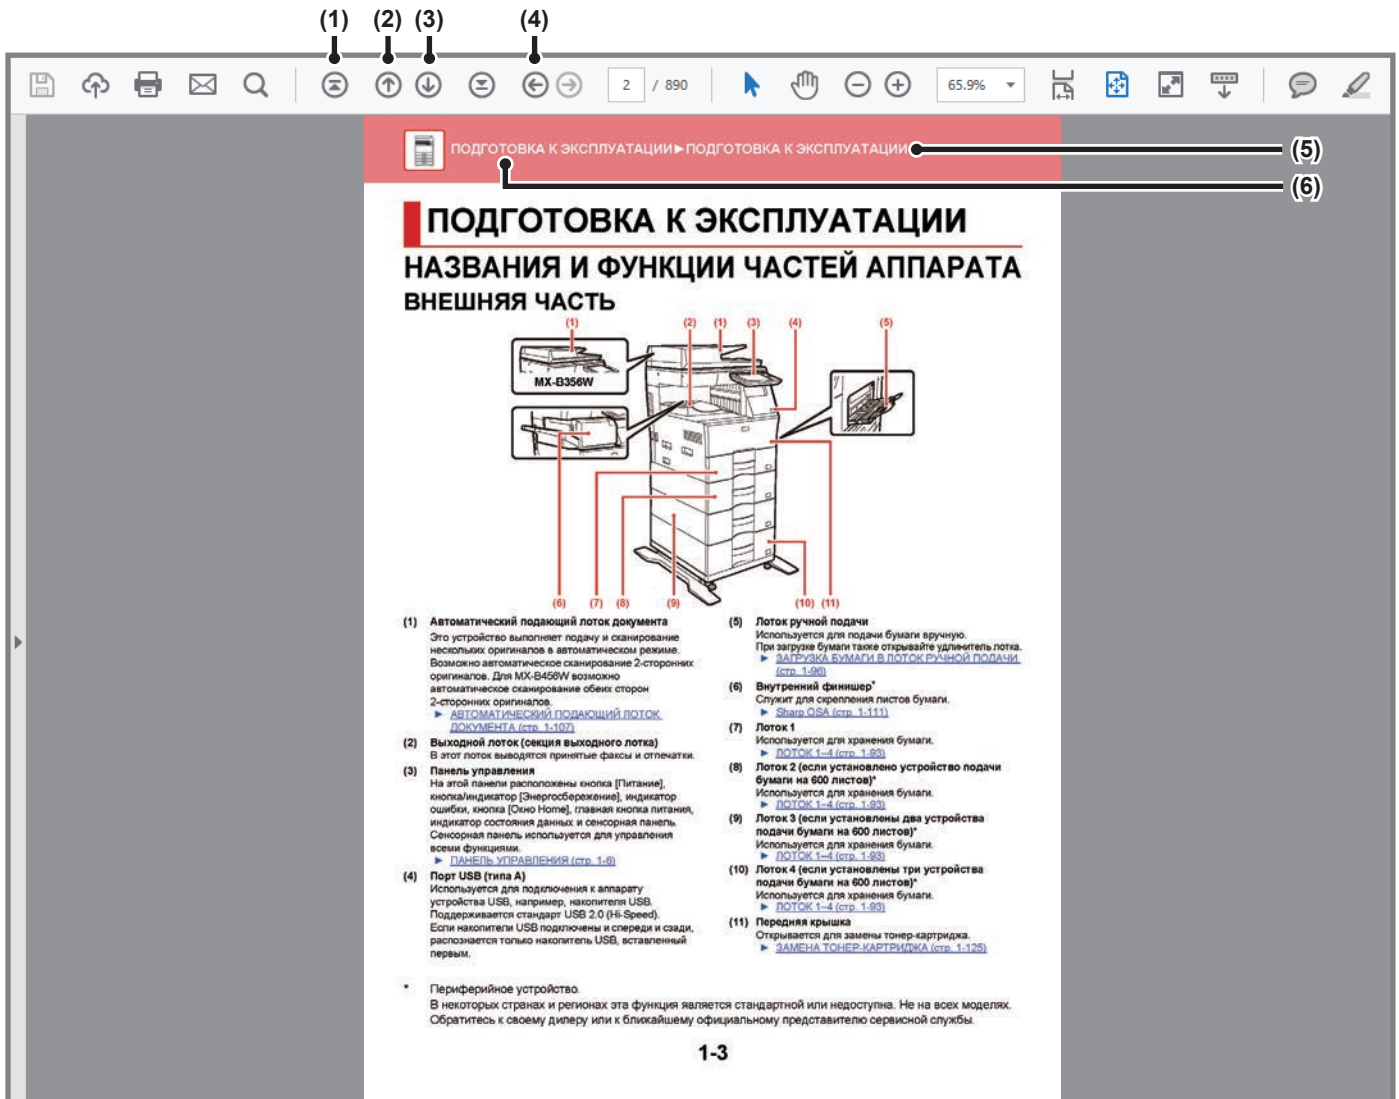 (1) (2) (3) (4)
2 / 890
65.9%
ПОДГОТОВКА К ЭКСПЛУАТАЦИИ►ПОДГОТОВКА К ЭКСПЛУАТАЦИИ
(5)
(6)
ПОДГОТОВКА К ЭКСПЛУАТАЦИИ
НАЗВАНИЯ И ФУНКЦИИ ЧАСТЕЙ АППАРАТА
ВНЕШНЯЯ ЧАСТЬ
(1) (2) (1) (3) (4) (5)
MX-B356W
(6) (7) (8) (9) (10) (11)
(1) Автоматический подающий лоток документа
Это устройство выполняет подачу и сканирование
нескольких оригиналов в автоматическом режиме.
Возможно автоматическое сканирование 2-сторонних
оригиналов. Для MX-B456W возможно
автоматическое сканирование обеих сторон
2-сторонних оригиналов.
► АВТОМАТИЧЕСКИЙ ПОДАЮЩИЙ ЛОТОК
ДОКУМЕНТА (стр. 1-107)
(2) Выходной лоток (секция выходного лотка)
В этот лоток выводятся принятые факсы и отпечатки.
(3) Панель управления
На этой панели расположены кнопка [Питание],
кнопка/индикатор [Энергосбережение], индикатор
ошибки, кнопка [Окно Home], главная кнопка питания,
индикатор состояния данных и сенсорная панель.
Сенсорная панель используется для управления
всеми функциями.
► ПАНЕЛЬ УПРАВЛЕНИЯ (стр. 1-6)
(4) Порт USB (типа A)
Используется для подключения к аппарату
устройства USB, например, накопителя USB.
Поддерживается стандарт USB 2.0 (Hi-Speed).
Если накопители USB подключены и спереди и сзади,
распознается только накопитель USB, вставленный
первым.
(5) Лоток ручной подачи
Используется для подачи бумаги вручную.
При загрузке бумаги также открывайте удлинитель лотка.
► ЗАГРУЗКА БУМАГИ В ЛОТОК РУЧНОЙ ПОДАЧИ
(стр. 1-96)
(6) Внутренний финишер*
Служит для скрепления листов бумаги.
► Sharp OSA (стр. 1-111)
(7) Лоток 1
Используется для хранения бумаги.
► ЛОТОК 1–4 (стр. 1-93)
(8) Лоток 2 (если установлено устройство подачи
бумаги на 600 листов)*
Используется для хранения бумаги.
► ЛОТОК 1–4 (стр. 1-93)
(9) Лоток 3 (если установлены два устройства
подачи бумаги на 600 листов)*
Используется для хранения бумаги.
► ЛОТОК 1–4 (стр. 1-93)
(10) Лоток 4 (если установлены три устройства
подачи бумаги на 600 листов)*
Используется для хранения бумаги.
► ЛОТОК 1–4 (стр. 1-93)
(11) Передняя крышка
Открывается для замены тонер-картриджа.
► ЗАМЕНА ТОНЕР-КАРТРИДЖА (стр. 1-125)
* Периферийное устройство.
В некоторых странах и регионах эта функция является стандартной или недоступна. Не на всех моделях.
Обратитесь к своему дилеру или к ближайшему официальному представителю сервисной службы.
1-3